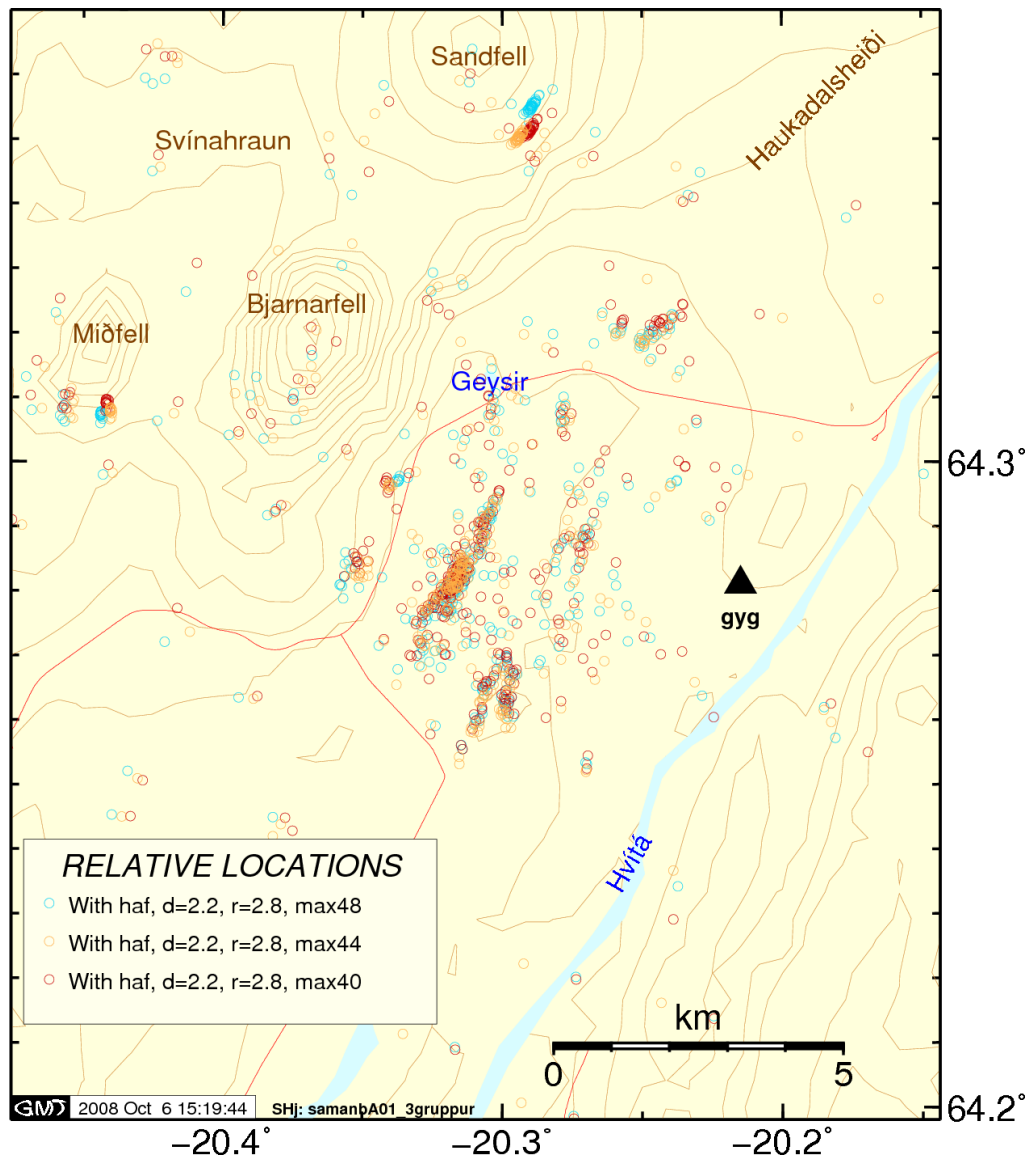 Sandfell
Haukadalsheiði
Svínahraun
Bjarnarfell
Miðfell
Geysir
64.3°
gyg
Hvítá
RELATIVE LOCATIONS
With haf, d=2.2, r=2.8, max48
With haf, d=2.2, r=2.8, max44
With haf, d=2.2, r=2.8, max40
km
0 5
GMT 2008 Oct 6 15:19:44 SHj: samanbA01_3gruppur
64.2°
−20.4° −20.3° −20.2°